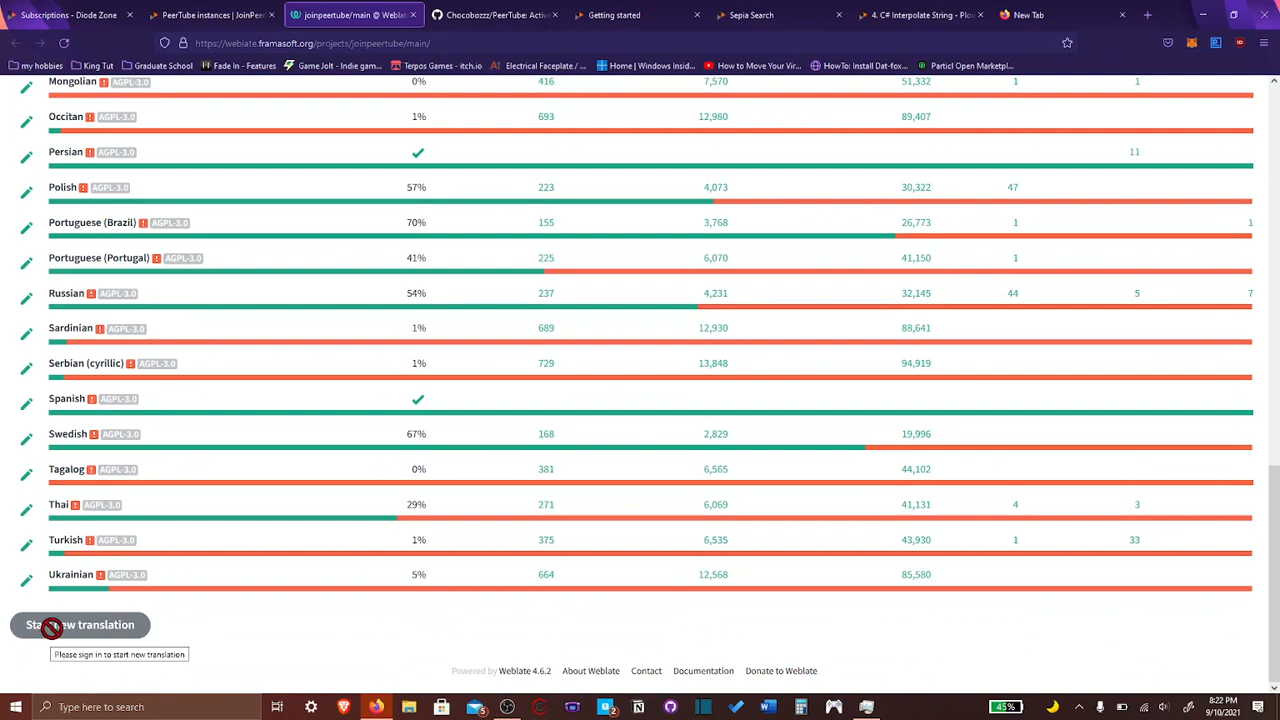 Subscriptions - Diode Zone
PeerTube instances | JoinPeer
joinpeertube/main @ Weblate
Chocobozzz/PeerTube: Activi
Getting started
Sepia Search
4. C# Interpolate String - Plou
New Tab
https://weblate.framasoft.org/projects/joinpeertube/main/
my hobbies
King Tut
Graduate School
Fade In - Features
Game Jolt - Indie gam...
Terpos Games - itch.io
Electrical Faceplate / ...
Home | Windows Insid...
How to Move Your Vir...
HowTo: Install Dat-fox...
Particl Open Marketpl...
Mongolian AGPL-3.0 0% 416 7,570 51,332 1 1
Occitan AGPL-3.0 1% 693 12,980 89,407
Persian AGPL-3.0 11
Polish AGPL-3.0 57% 223 4,073 30,322 47
Portuguese (Brazil) AGPL-3.0 70% 155 3,768 26,773 1 1
Portuguese (Portugal) AGPL-3.0 41% 225 6,070 41,150 1
Russian AGPL-3.0 54% 237 4,231 32,145 44 5 7
Sardinian AGPL-3.0 1% 689 12,930 88,641
Serbian (cyrillic) AGPL-3.0 1% 729 13,848 94,919
Spanish AGPL-3.0
Swedish AGPL-3.0 67% 168 2,829 19,996
Tagalog AGPL-3.0 0% 381 6,565 44,102
Thai AGPL-3.0 29% 271 6,069 41,131 4 3
Turkish AGPL-3.0 1% 375 6,535 43,930 1 33
Ukrainian AGPL-3.0 5% 664 12,568 85,580
Start new translation
Please sign in to start new translation
Powered by Weblate 4.6.2 About Weblate Contact Documentation Donate to Weblate
Type here to search
45%
8:22 PM
9/10/2021